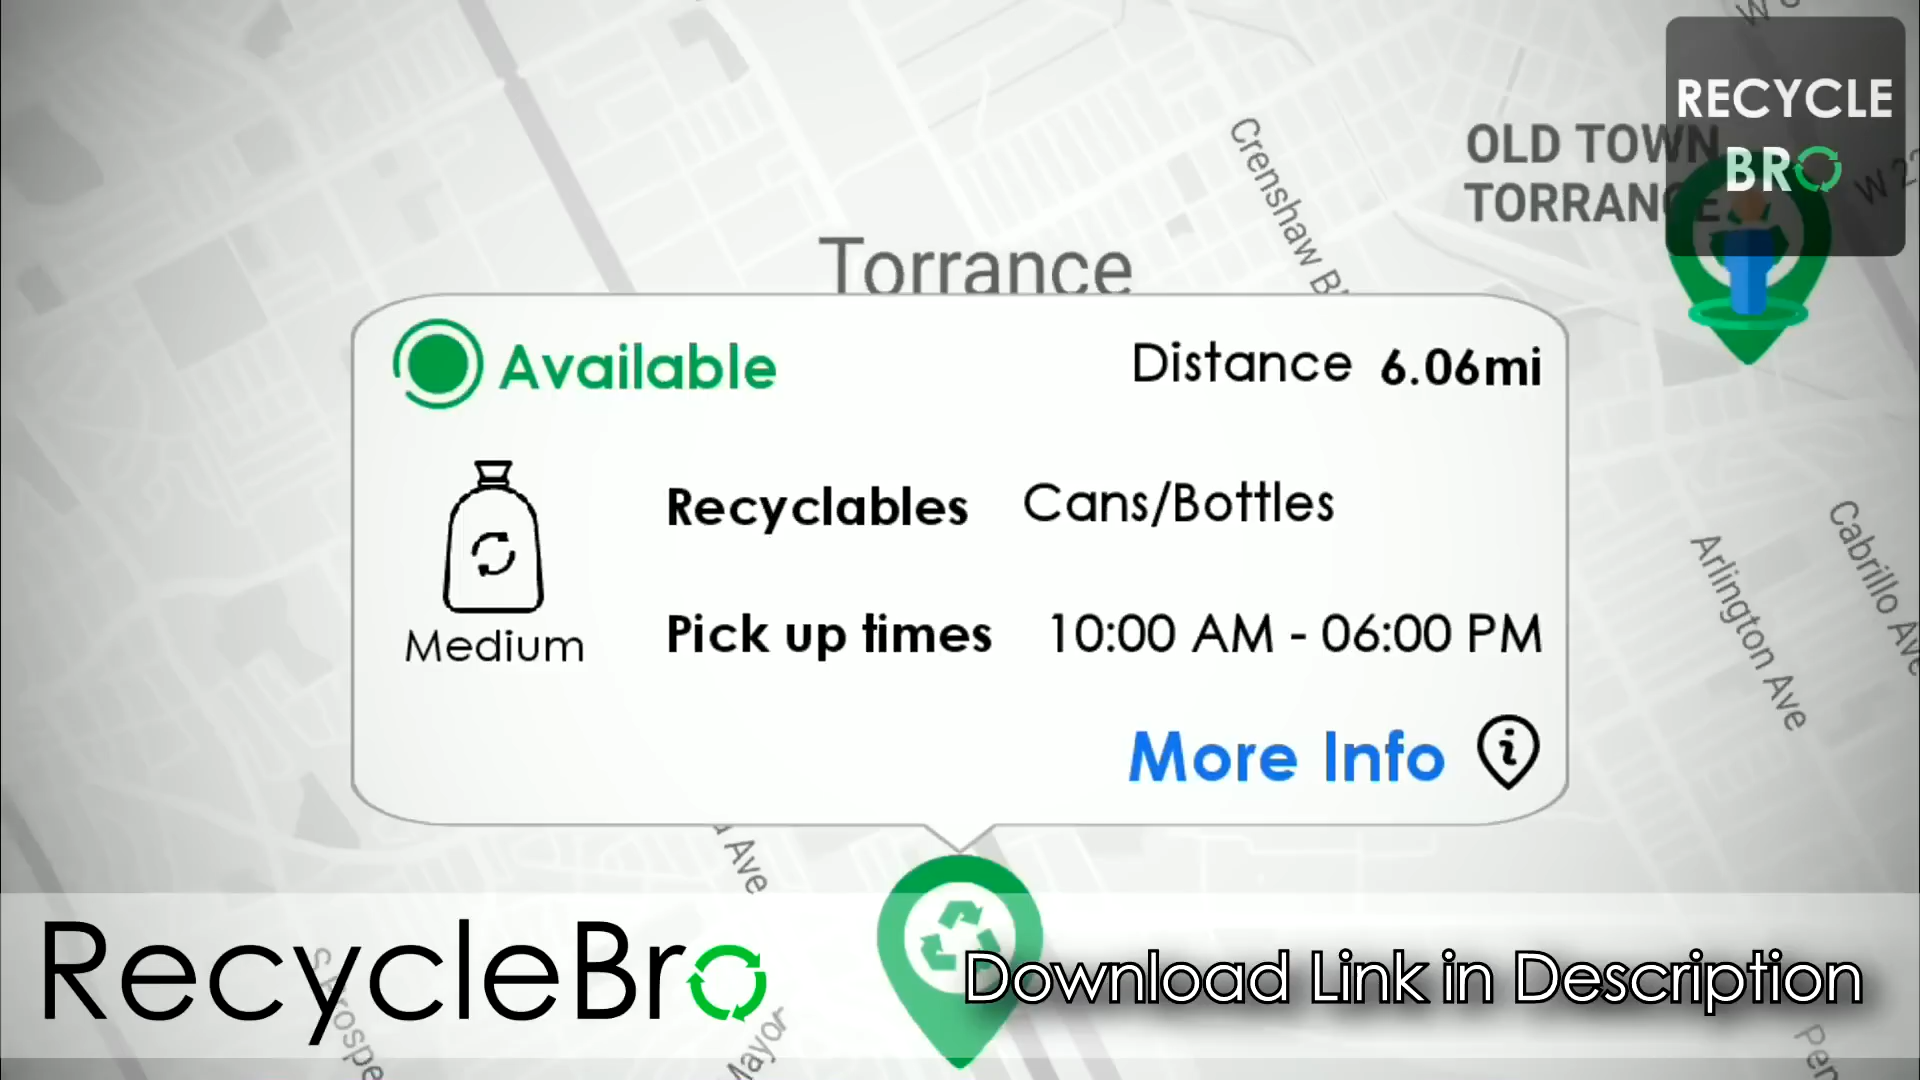 RECYCLE
BRO
OLD TOWN
TORRANCE
Crenshaw B
Torrance
Available
Distance 6.06mi
Recyclables Cans/Bottles
Medium
Pick up times 10:00 AM - 06:00 PM
More Info
Arlington Ave
Cabrillo Ave
Ave
RecycleBro
Download Link in Description
Mayor